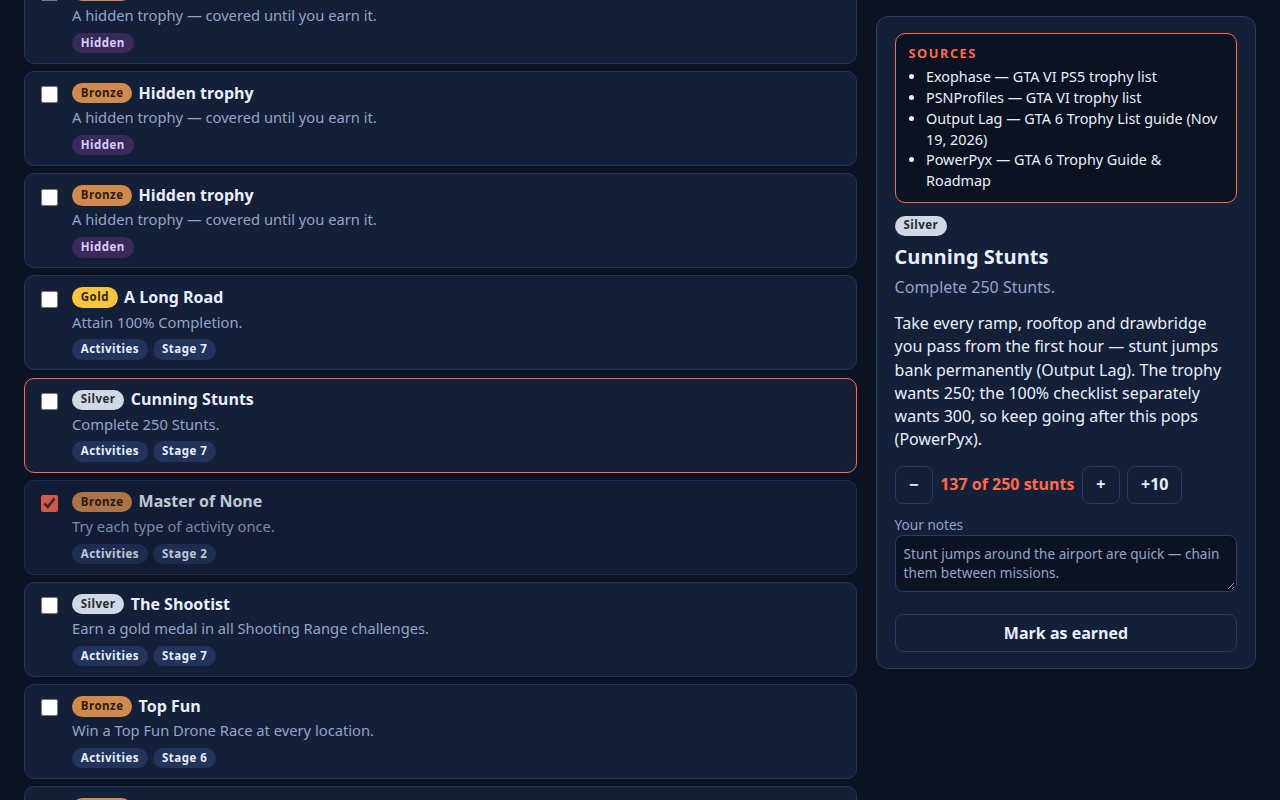 A hidden trophy — covered until you earn it.
Hidden
Bronze Hidden trophy
A hidden trophy — covered until you earn it.
Hidden
Bronze Hidden trophy
A hidden trophy — covered until you earn it.
Hidden
Gold A Long Road
Attain 100% Completion.
Activities Stage 7
Silver Cunning Stunts
Complete 250 Stunts.
Activities Stage 7
Bronze Master of None
Try each type of activity once.
Activities Stage 2
Silver The Shootist
Earn a gold medal in all Shooting Range challenges.
Activities Stage 7
Bronze Top Fun
Win a Top Fun Drone Race at every location.
Activities Stage 6
SOURCES
• Exophase — GTA VI PS5 trophy list
• PSNProfiles — GTA VI trophy list
• Output Lag — GTA 6 Trophy List guide (Nov
19, 2026)
• PowerPyx — GTA 6 Trophy Guide &
Roadmap
Silver
Cunning Stunts
Complete 250 Stunts.
Take every ramp, rooftop and drawbridge
you pass from the first hour — stunt jumps
bank permanently (Output Lag). The trophy
wants 250; the 100% checklist separately
wants 300, so keep going after this pops
(PowerPyx).
− 137 of 250 stunts + +10
Your notes
Stunt jumps around the airport are quick — chain
them between missions.
Mark as earned